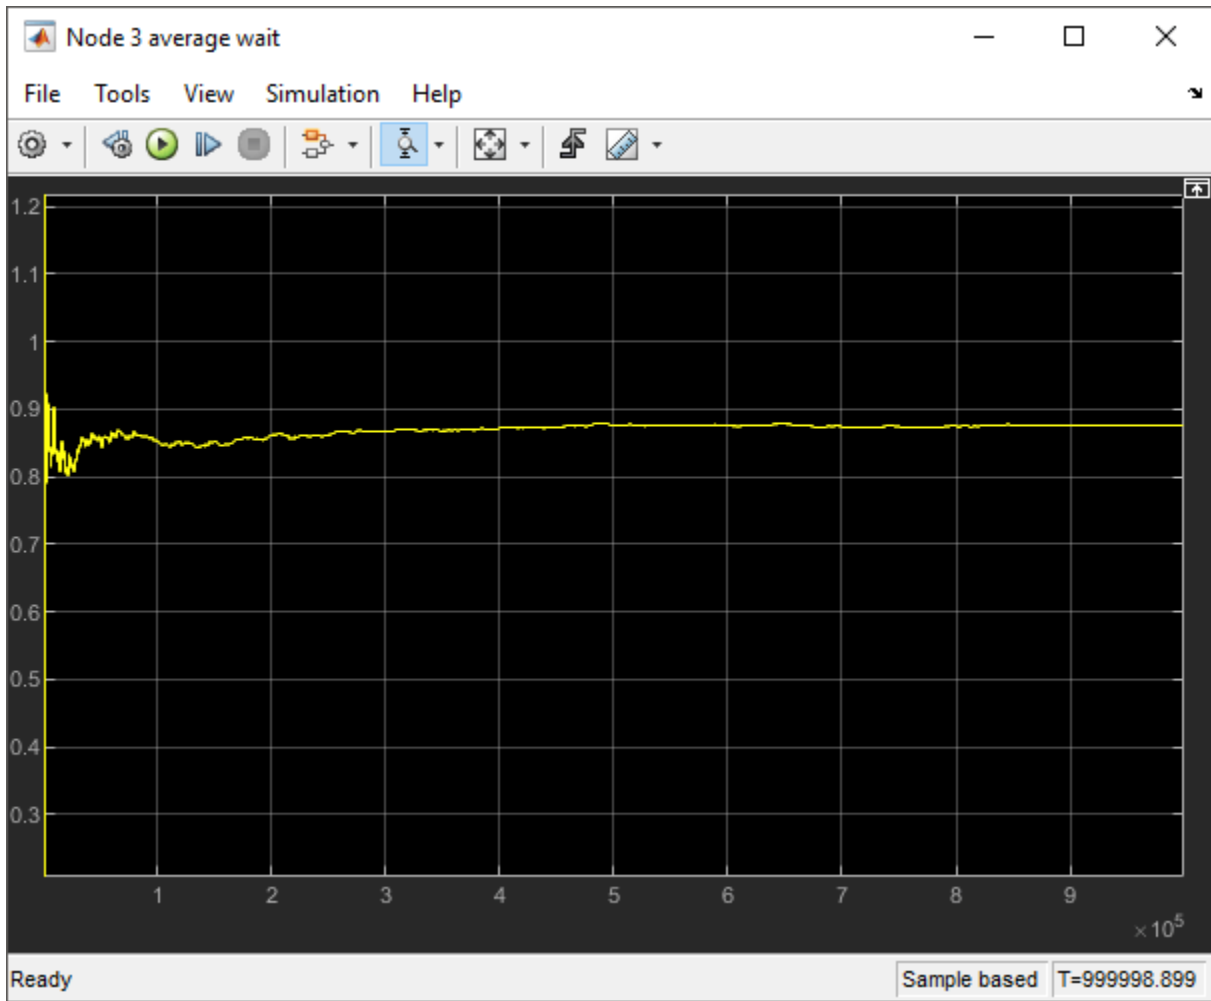 Node 3 average wait
File Tools View Simulation Help
1.2
1.1
1
0.9
0.8
0.7
0.6
0.5
0.4
0.3
1 2 3 4 5 6 7 8 9
×10⁵
Ready Sample based T=999998.899